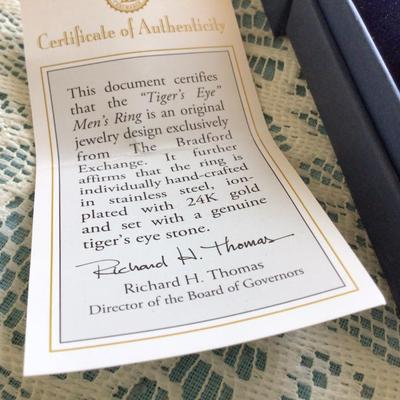 Certificate of Authenticity
This document certifies
that the "Tiger's Eye"
Men's Ring is an original
jewelry design exclusively
from The Bradford
Exchange. It further
affirms that the ring is
individually hand-crafted
in stainless steel, ion
plated with 24K gold
and set with a genuine
tiger's eye stone.
Richard H. Thomas
Richard H. Thomas
Director of the Board of Governors